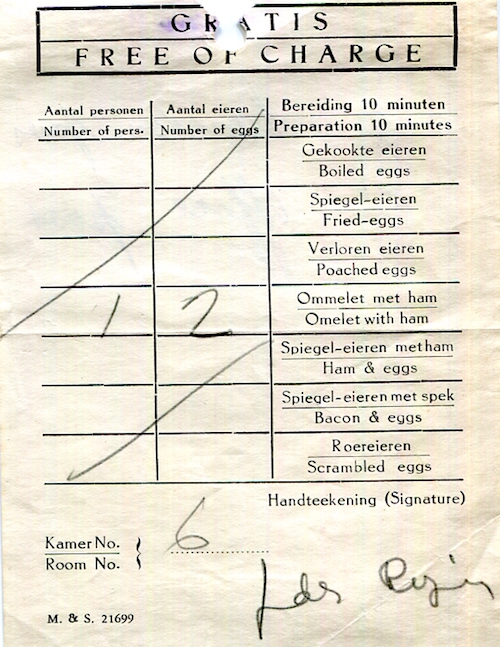 GRATIS
FREE OF CHARGE
Aantal personen
Number of pers.
Aantal eieren
Number of eggs
Bereiding 10 minuten
Preparation 10 minutes
Gekookte eieren
Boiled eggs
Spiegel-eieren
Fried-eggs
Verloren eieren
Poached eggs
1 2 Ommelet met ham
Omelet with ham
Spiegel-eieren met ham
Ham & eggs
Spiegel-eieren met spek
Bacon & eggs
Roereieren
Scrambled eggs
Handteekening (Signature)
Kamer No.
Room No.
6
M. & S. 21699